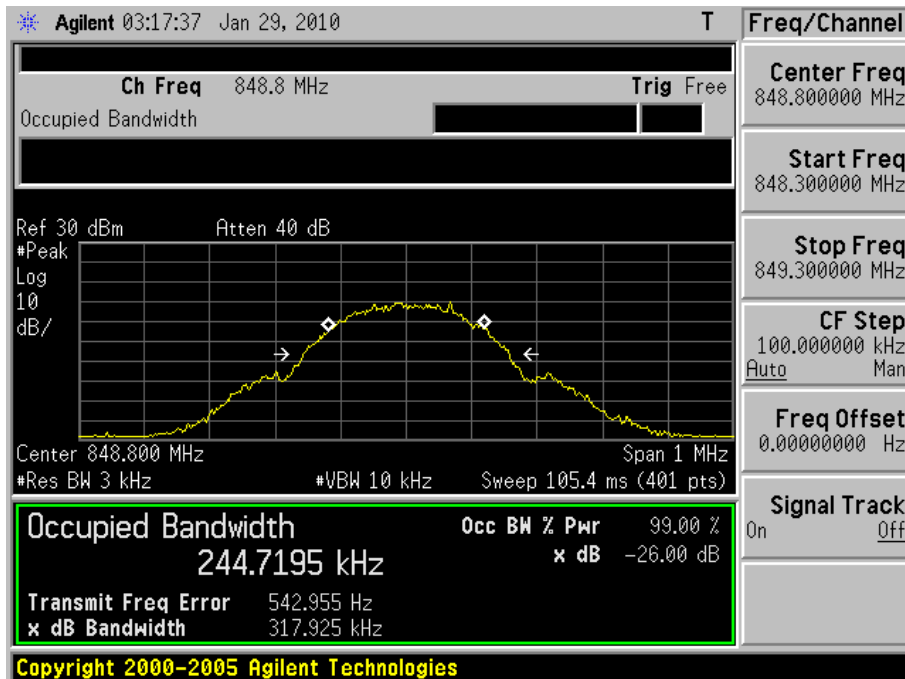 Agilent 03:17:37 Jan 29, 2010 T
Ch Freq 848.8 MHz Trig Free
Occupied Bandwidth
Ref 30 dBm Atten 40 dB
#Peak
Log
10
dB/
Center 848.800 MHz Span 1 MHz
#Res BW 3 kHz #VBW 10 kHz Sweep 105.4 ms (401 pts)
Occupied Bandwidth Occ BW % Pwr 99.00 %
244.7195 kHz x dB -26.00 dB
Transmit Freq Error 542.955 Hz
x dB Bandwidth 317.925 kHz
Copyright 2000-2005 Agilent Technologies
Freq/Channel
Center Freq
848.800000 MHz
Start Freq
848.300000 MHz
Stop Freq
849.300000 MHz
CF Step
100.000000 kHz
Auto Man
Freq Offset
0.00000000 Hz
Signal Track
On Off